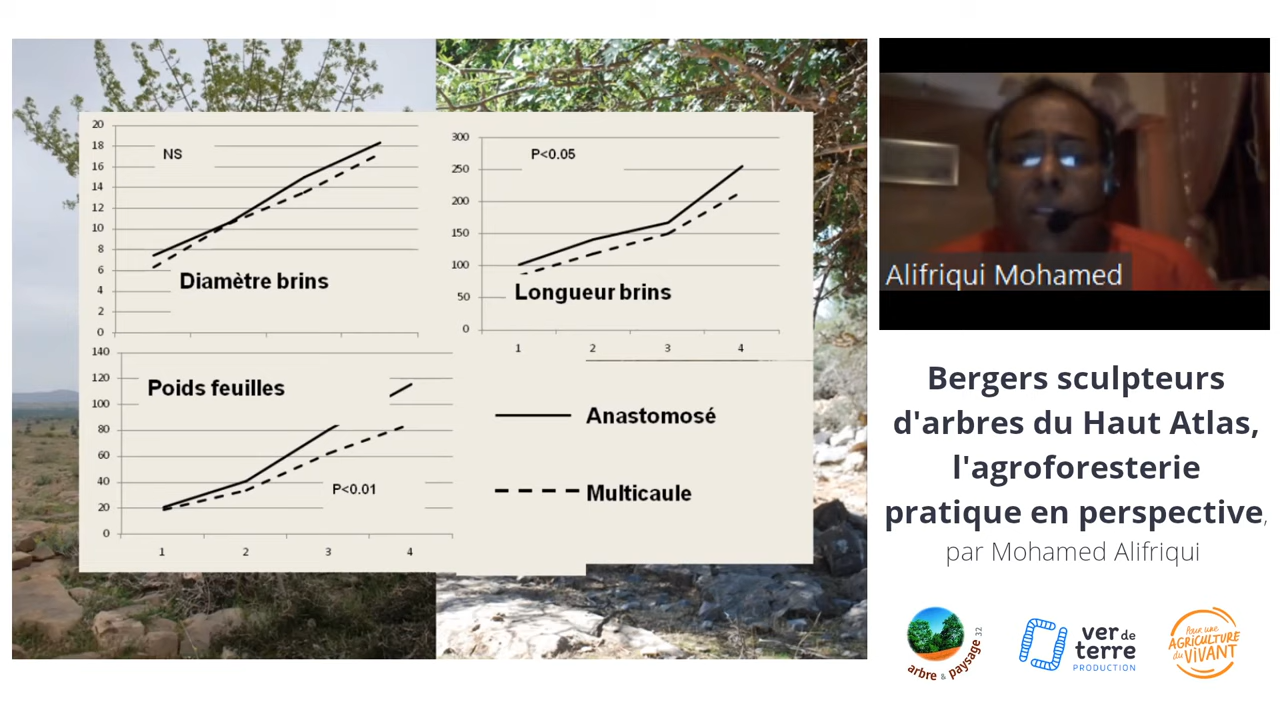 20
18
16
14
12
10
8
6
4
2
0
NS
Diamètre brins
300
250
200
150
100
50
0
P<0.05
Longueur brins
1 2 3 4
140
120
100
80
60
40
20
0
Poids feuilles
P<0.01
1 2 3 4
Anastomosé
Multicaule
Alifriqui Mohamed
Bergers sculpteurs
d'arbres du Haut Atlas,
l'agroforesterie
pratique en perspective,
par Mohamed Alifriqui
arbre & paysage 32
ver de
terre
PRODUCTION
Pour une
AGRICULTURE
du VIVANT